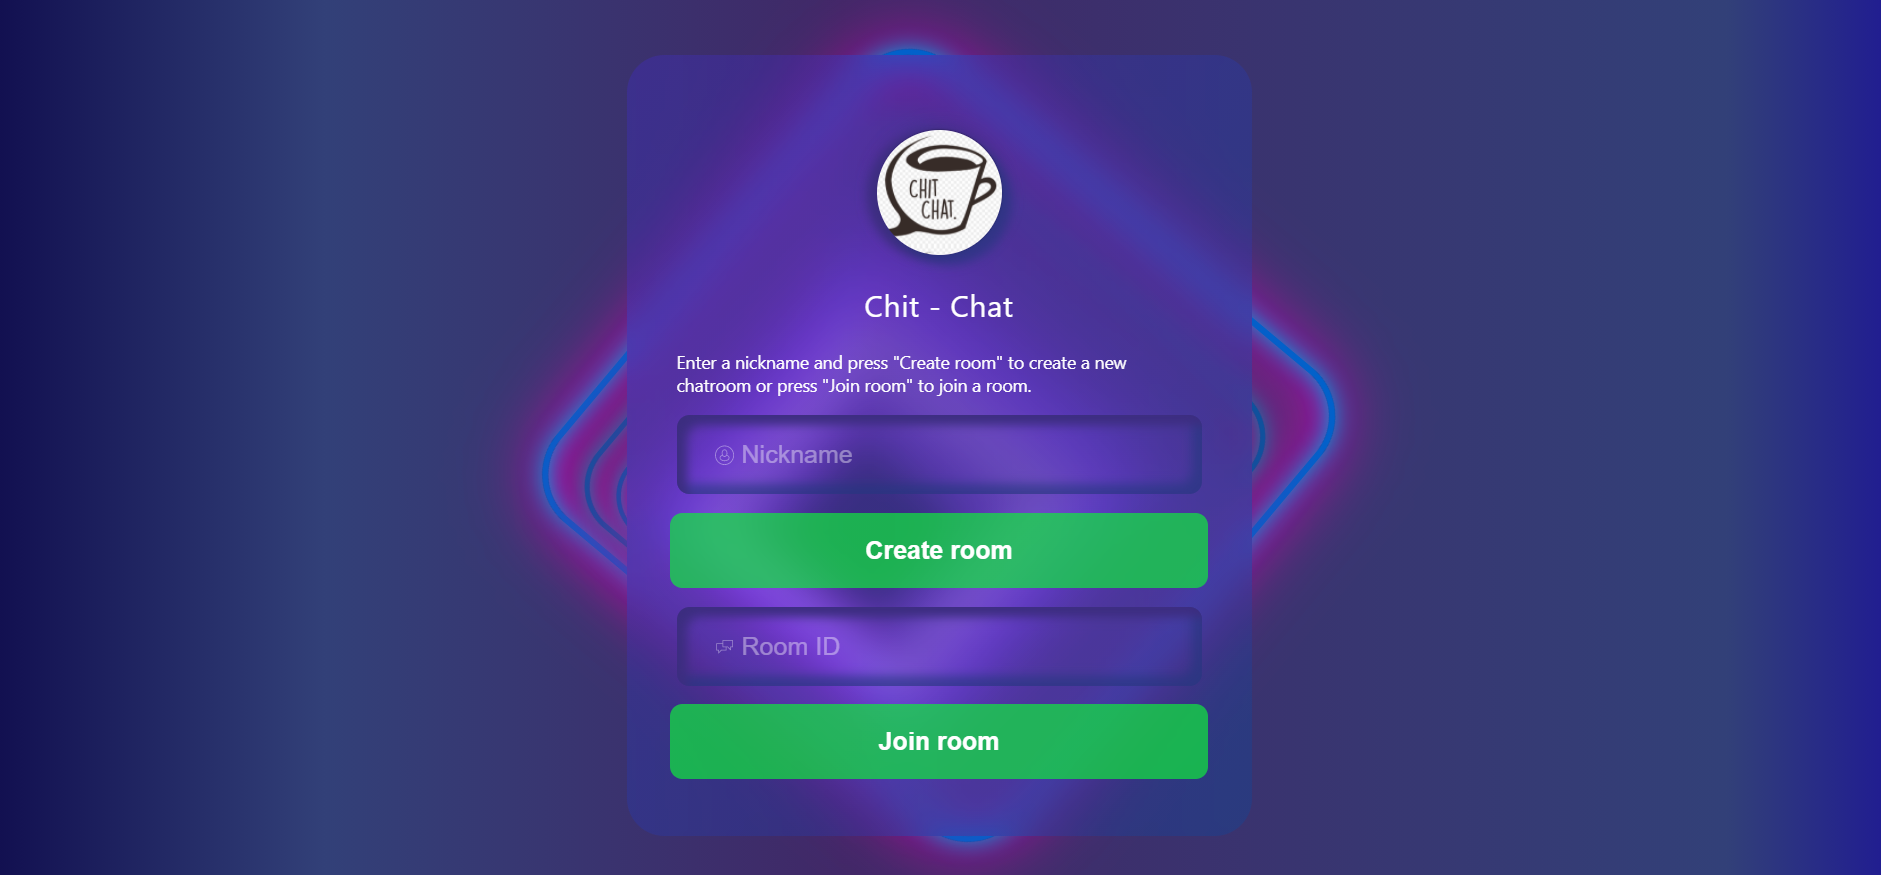 CHIT
CHAT.
Chit - Chat
Enter a nickname and press "Create room" to create a new
chatroom or press "Join room" to join a room.
Nickname
Create room
Room ID
Join room